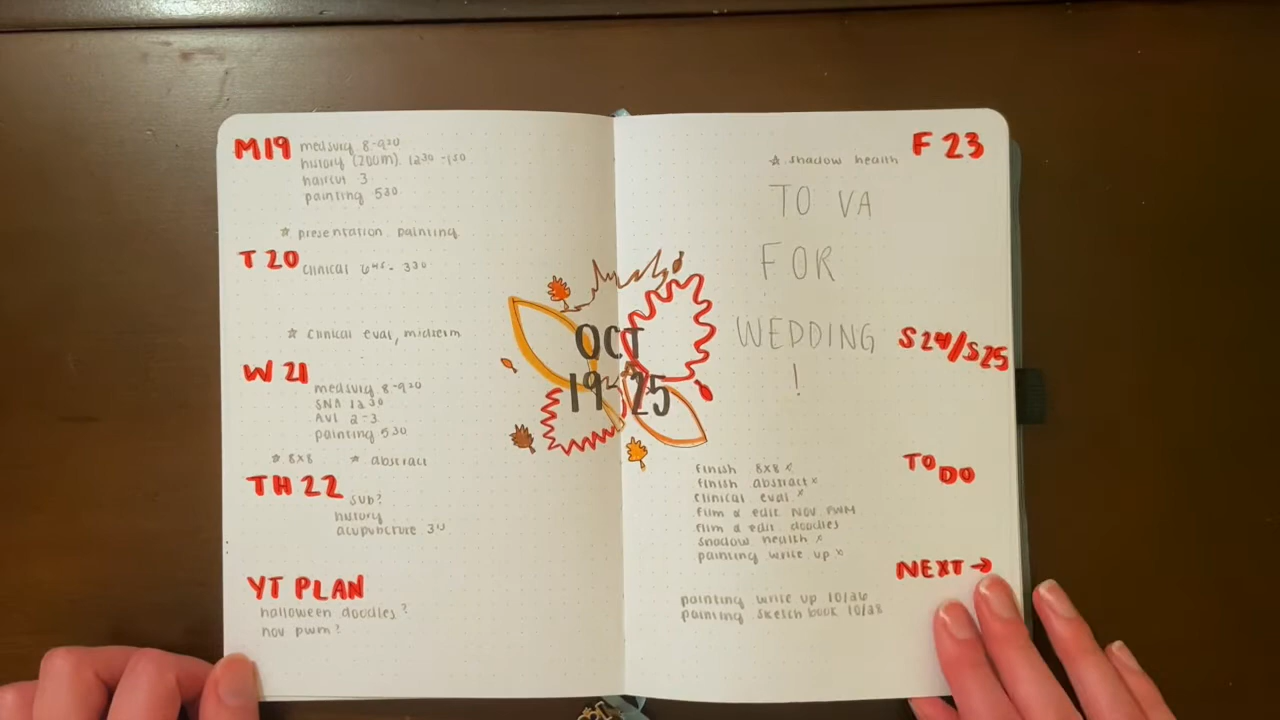 M19
medsurg 8-920
history (zoom) 1230-130
haircut 3
painting 530
☆ presentation painting
T 20
clinical 645-330
☆ clinical eval, midterm
W 21
medsurg 8-920
SNA 1230
AVI 2-3
painting 530
☆ 8x8 ☆ abstract
TH 22
sub?
history
acupuncture
YT PLAN
halloween doodles?
nov pwm?
OCT
19-25
F 23
☆ shadow health
TO VA
FOR
WEDDING
!
S24/S25
TO DO
finish 8x8 x
finish abstract x
clinical eval x
film & edit NOV PWM
film & edit doodles
shadow health x
painting write up x
NEXT →
painting write up 10/26
painting sketch book 10/28